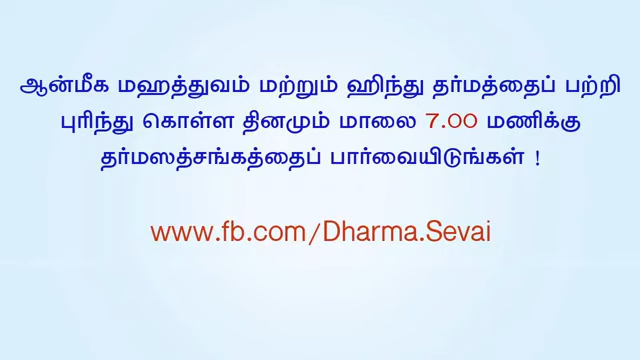 ஆன்மீக மஹத்துவம் மற்றும் ஹிந்து தர்மத்தைப் பற்றி
புரிந்து கொள்ள தினமும் மாலை 7.00 மணிக்கு
தர்மஸத்சங்கத்தைப் பார்வையிடுங்கள் !
www.fb.com/Dharma.Sevai